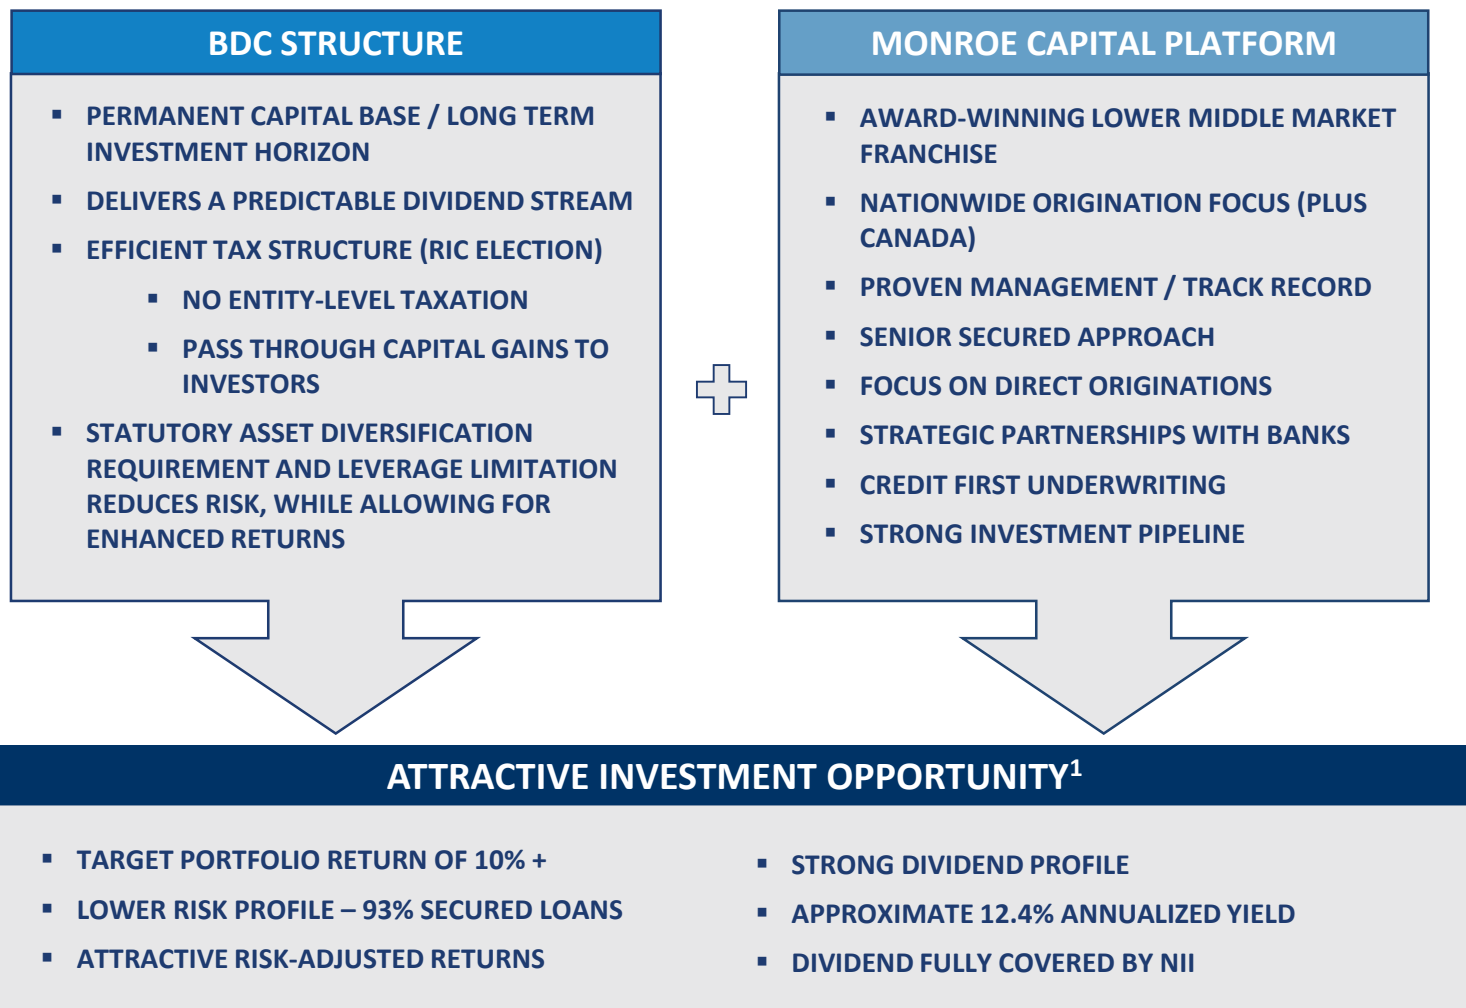 BDC STRUCTURE
▪ PERMANENT CAPITAL BASE / LONG TERM
INVESTMENT HORIZON
▪ DELIVERS A PREDICTABLE DIVIDEND STREAM
▪ EFFICIENT TAX STRUCTURE (RIC ELECTION)
▪ NO ENTITY-LEVEL TAXATION
▪ PASS THROUGH CAPITAL GAINS TO
INVESTORS
▪ STATUTORY ASSET DIVERSIFICATION
REQUIREMENT AND LEVERAGE LIMITATION
REDUCES RISK, WHILE ALLOWING FOR
ENHANCED RETURNS
MONROE CAPITAL PLATFORM
▪ AWARD-WINNING LOWER MIDDLE MARKET
FRANCHISE
▪ NATIONWIDE ORIGINATION FOCUS (PLUS
CANADA)
▪ PROVEN MANAGEMENT / TRACK RECORD
▪ SENIOR SECURED APPROACH
▪ FOCUS ON DIRECT ORIGINATIONS
▪ STRATEGIC PARTNERSHIPS WITH BANKS
▪ CREDIT FIRST UNDERWRITING
▪ STRONG INVESTMENT PIPELINE
ATTRACTIVE INVESTMENT OPPORTUNITY¹
▪ TARGET PORTFOLIO RETURN OF 10% +
▪ LOWER RISK PROFILE – 93% SECURED LOANS
▪ ATTRACTIVE RISK-ADJUSTED RETURNS
▪ STRONG DIVIDEND PROFILE
▪ APPROXIMATE 12.4% ANNUALIZED YIELD
▪ DIVIDEND FULLY COVERED BY NII